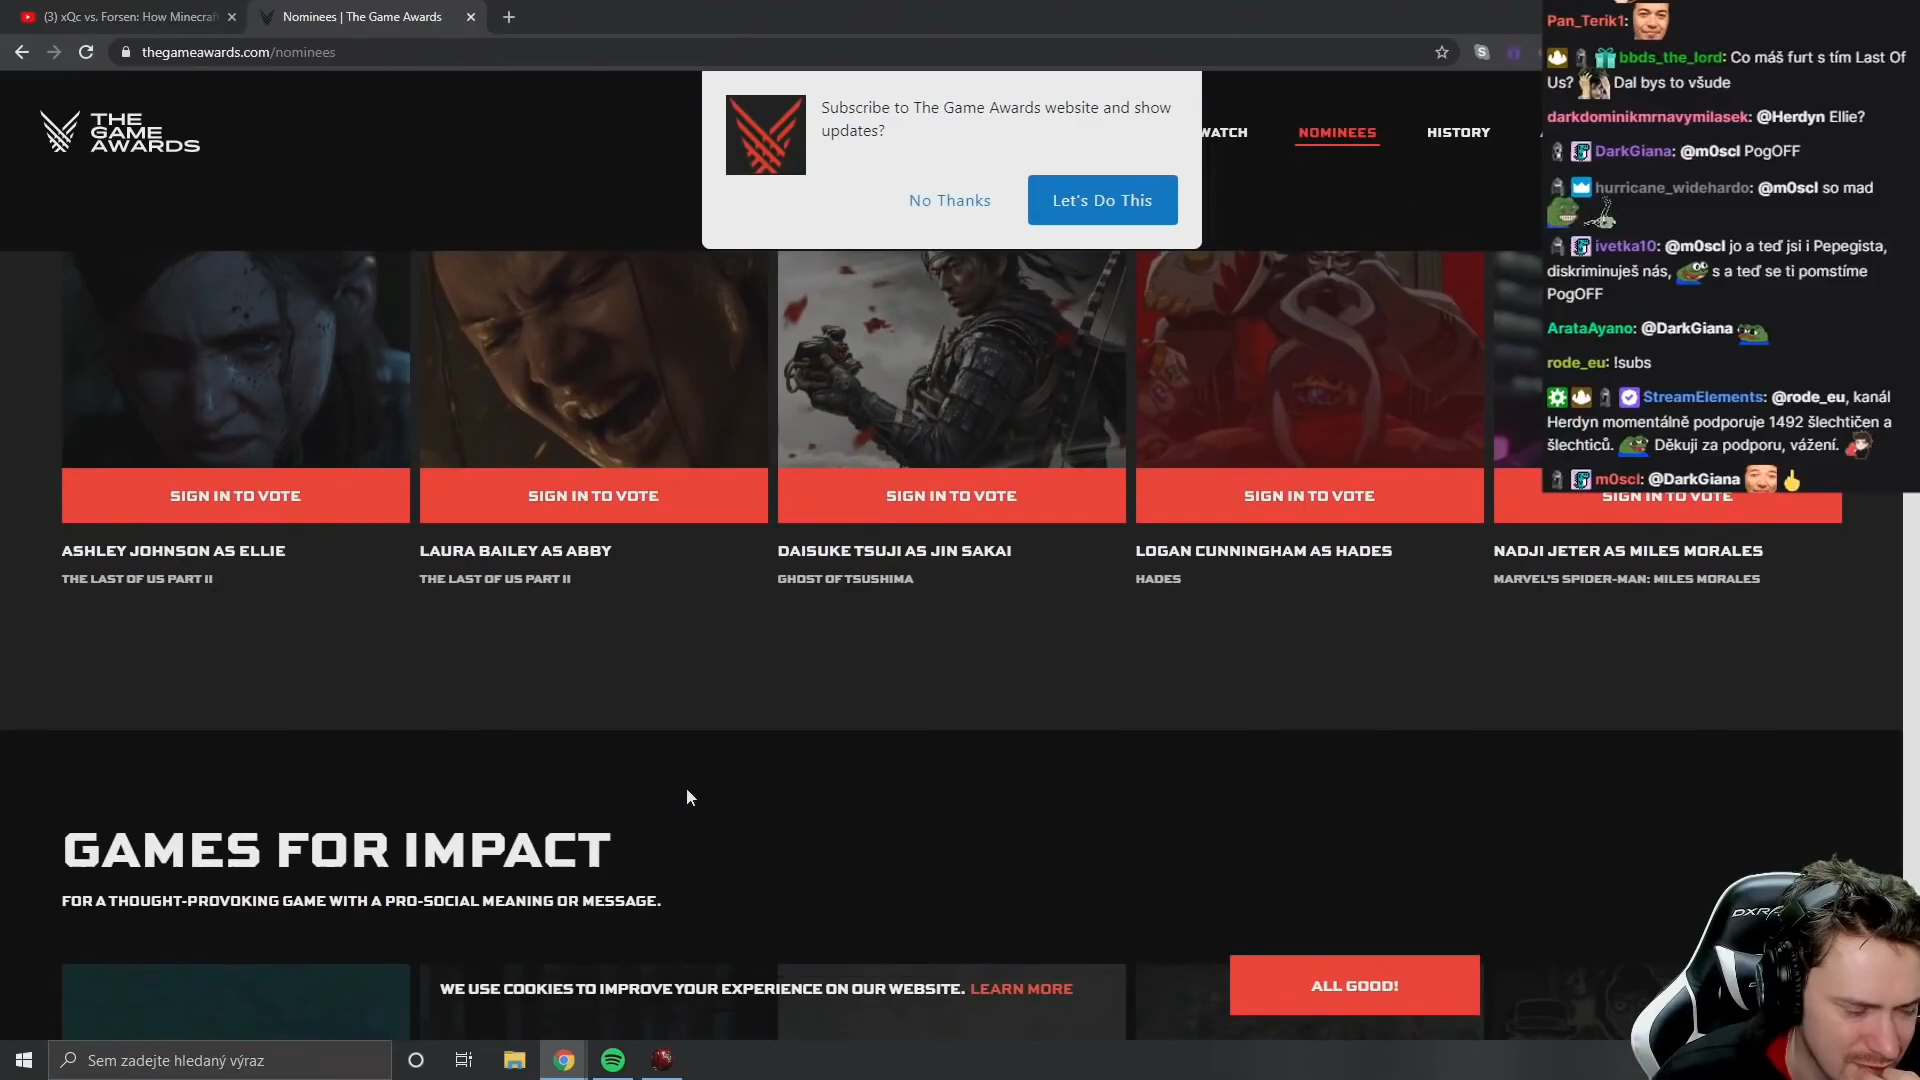 (3) xQc vs. Forsen: How Minecraf
Nominees | The Game Awards
thegameawards.com/nominees
THE
GAME
AWARDS
Subscribe to The Game Awards website and show
updates?
No Thanks
Let's Do This
WATCH
NOMINEES
HISTORY
SIGN IN TO VOTE
SIGN IN TO VOTE
SIGN IN TO VOTE
SIGN IN TO VOTE
SIGN IN TO VOTE
ASHLEY JOHNSON AS ELLIE
THE LAST OF US PART II
LAURA BAILEY AS ABBY
THE LAST OF US PART II
DAISUKE TSUJI AS JIN SAKAI
GHOST OF TSUSHIMA
LOGAN CUNNINGHAM AS HADES
HADES
NADJI JETER AS MILES MORALES
MARVEL'S SPIDER-MAN: MILES MORALES
GAMES FOR IMPACT
FOR A THOUGHT-PROVOKING GAME WITH A PRO-SOCIAL MEANING OR MESSAGE.
WE USE COOKIES TO IMPROVE YOUR EXPERIENCE ON OUR WEBSITE. LEARN MORE
ALL GOOD!
Sem zadejte hledaný výraz
Pan_Terik1:
bbds_the_lord: Co máš furt s tím Last Of
Us? Dal bys to všude
darkdominikmrnavymilasek: @Herdyn Ellie?
DarkGiana: @m0scl PogOFF
hurricane_widehardo: @m0scl so mad
ivetka10: @m0scl jo a teď jsi i Pepegista,
diskriminuješ nás, s a teď se ti pomstíme
PogOFF
ArataAyano: @DarkGiana
rode_eu: !subs
StreamElements: @rode_eu, kanál
Herdyn momentálně podporuje 1492 šlechtičen a
šlechticů. Děkuji za podporu, vážení.
m0scl: @DarkGiana